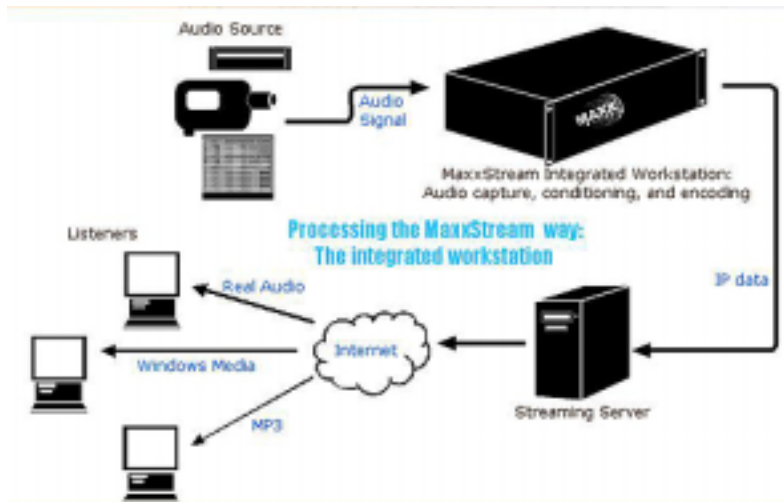 Audio Source
Audio
Signal
MAXX
MaxxStream Integrated Workstation:
Audio capture, conditioning, and encoding
Processing the MaxxStream way:
The integrated workstation
Listeners
Real Audio
IP data
Internet
Windows Media
MP3
Streaming Server